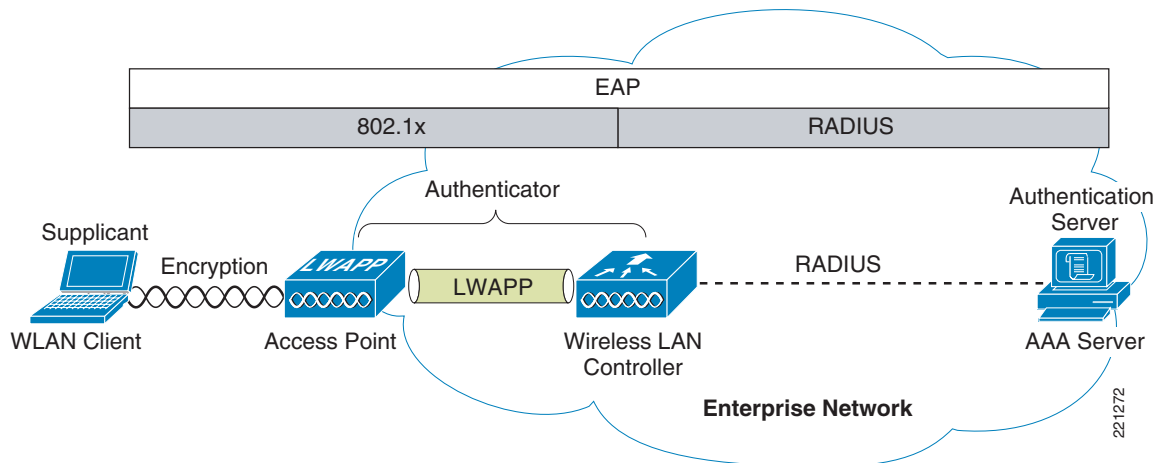 EAP
802.1x
RADIUS
Authenticator
Authentication
Server
Supplicant
Encryption
LWAPP
LWAPP
RADIUS
WLAN Client
Access Point
Wireless LAN
Controller
AAA Server
Enterprise Network
221272